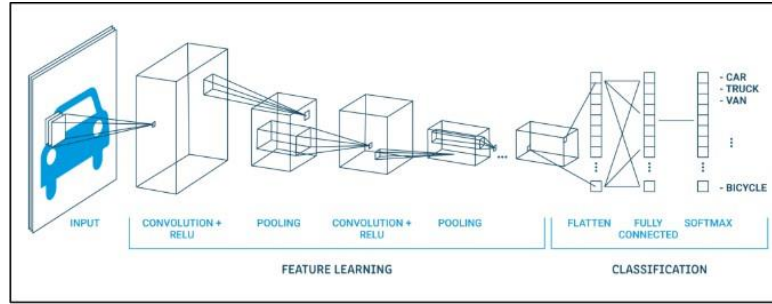 - CAR
- TRUCK
- VAN
- BICYCLE
INPUT
CONVOLUTION +
RELU
POOLING
CONVOLUTION +
RELU
POOLING
FLATTEN
FULLY
CONNECTED
SOFTMAX
FEATURE LEARNING
CLASSIFICATION